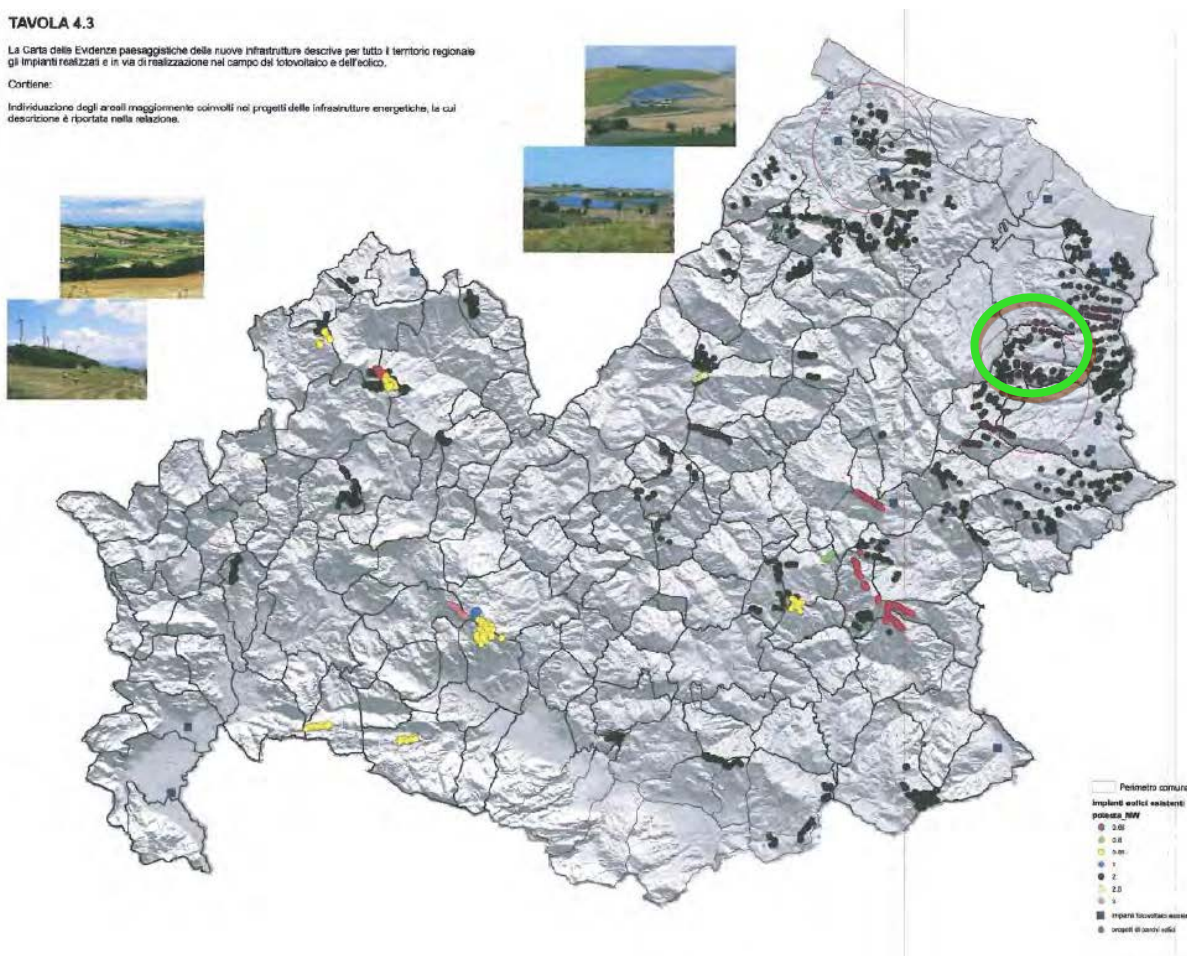 TAVOLA 4.3
La Carta delle Evidenze paesaggistiche delle nuove infrastrutture descrive per tutto il territorio regionale
gli impianti realizzati e in via di realizzazione nel campo del fotovoltaico e dell'eolico.
Contiene:
Individuazione degli areali maggiormente coinvolti nei progetti delle infrastrutture energetiche, la cui
descrizione è riportata nella relazione.
Perimetro comuna
impianti eolici esistenti
potenza_MW
1
2
impianti fotovoltaici
progetti di parchi eolici